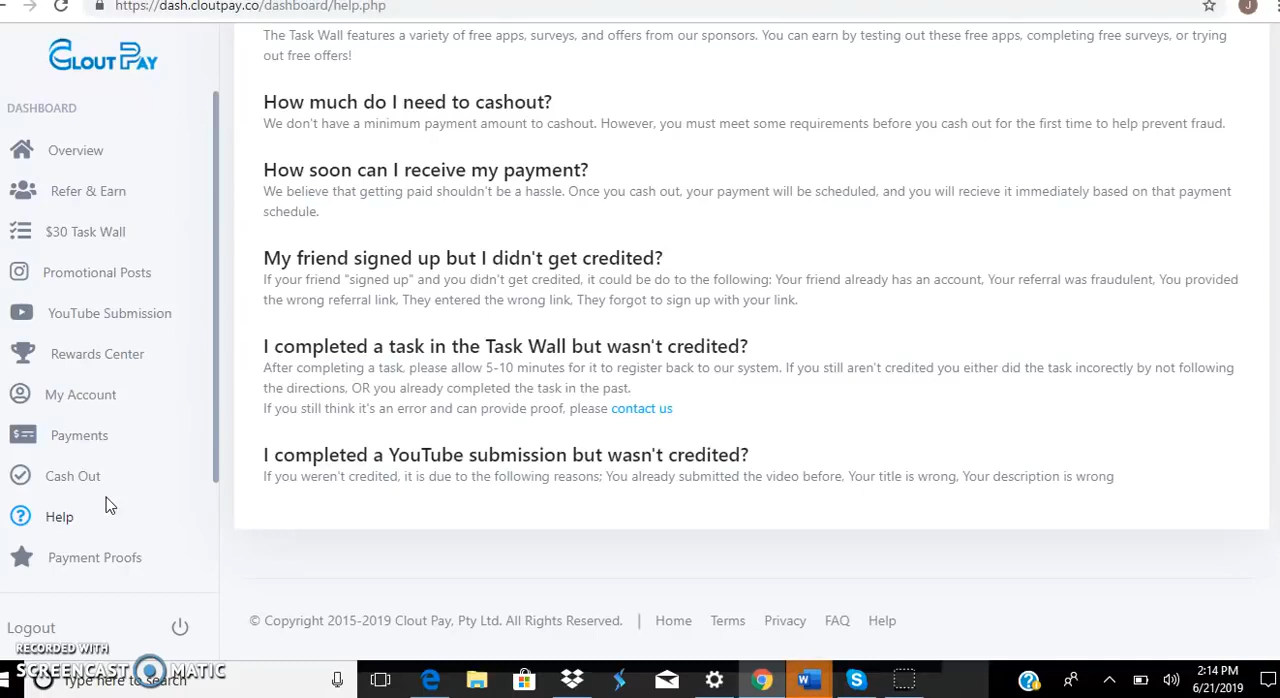 https://dash.cloutpay.co/dashboard/help.php
J
CLOUT PAY
DASHBOARD
Overview
Refer & Earn
$30 Task Wall
Promotional Posts
YouTube Submission
Rewards Center
My Account
Payments
Cash Out
Help
Payment Proofs
Logout
The Task Wall features a variety of free apps, surveys, and offers from our sponsors. You can earn by testing out these free apps, completing free surveys, or trying
out free offers!
How much do I need to cashout?
We don't have a minimum payment amount to cashout. However, you must meet some requirements before you cash out for the first time to help prevent fraud.
How soon can I receive my payment?
We believe that getting paid shouldn't be a hassle. Once you cash out, your payment will be scheduled, and you will recieve it immediately based on that payment
schedule.
My friend signed up but I didn't get credited?
If your friend "signed up" and you didn't get credited, it could be do to the following: Your friend already has an account, Your referral was fraudulent, You provided
the wrong referral link, They entered the wrong link, They forgot to sign up with your link.
I completed a task in the Task Wall but wasn't credited?
After completing a task, please allow 5-10 minutes for it to register back to our system. If you still aren't credited you either did the task incorectly by not following
the directions, OR you already completed the task in the past.
If you still think it's an error and can provide proof, please contact us
I completed a YouTube submission but wasn't credited?
If you weren't credited, it is due to the following reasons; You already submitted the video before, Your title is wrong, Your description is wrong
© Copyright 2015-2019 Clout Pay, Pty Ltd. All Rights Reserved. | Home Terms Privacy FAQ Help
RECORDED WITH
SCREENCAST MATIC
Type here to search
2:14 PM
6/21/2019